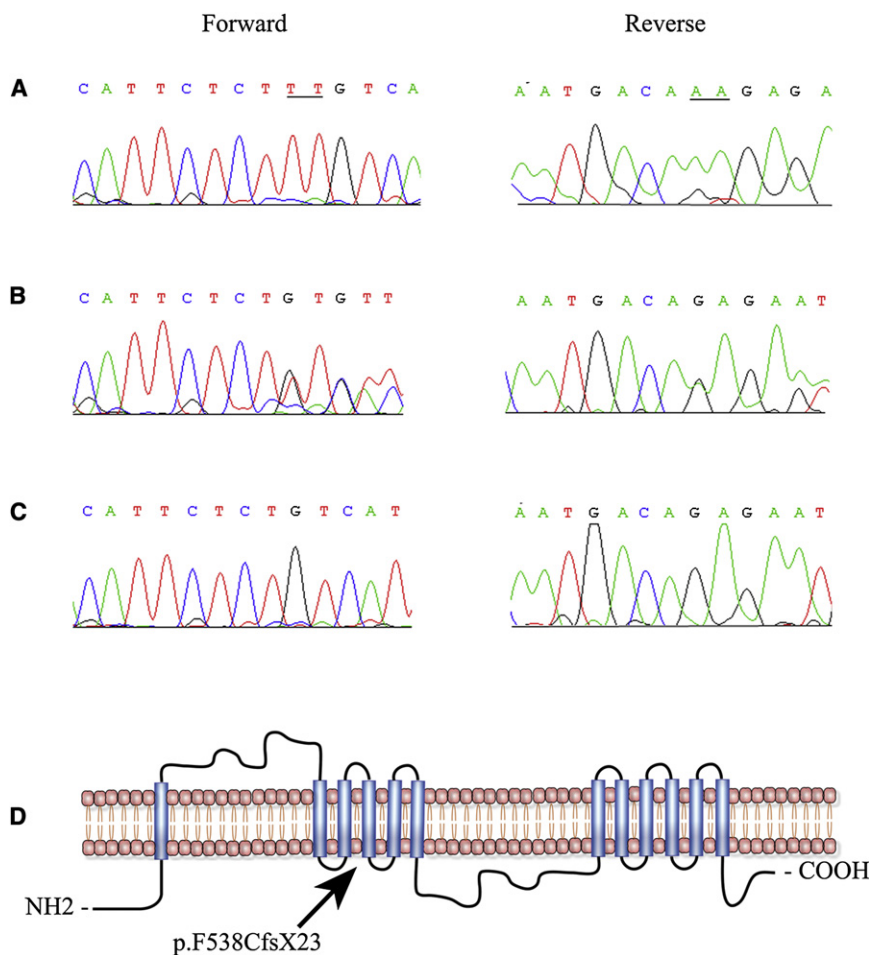 Forward Reverse
A C A T T C T C T T T G T C A A A T G A C A A A G A G A
B C A T T C T C T G T G T T A A T G A C A G A G A A T
C C A T T C T C T G T C A T A A T G A C A G A G A A T
D
NH2 -
- COOH
p.F538CfsX23